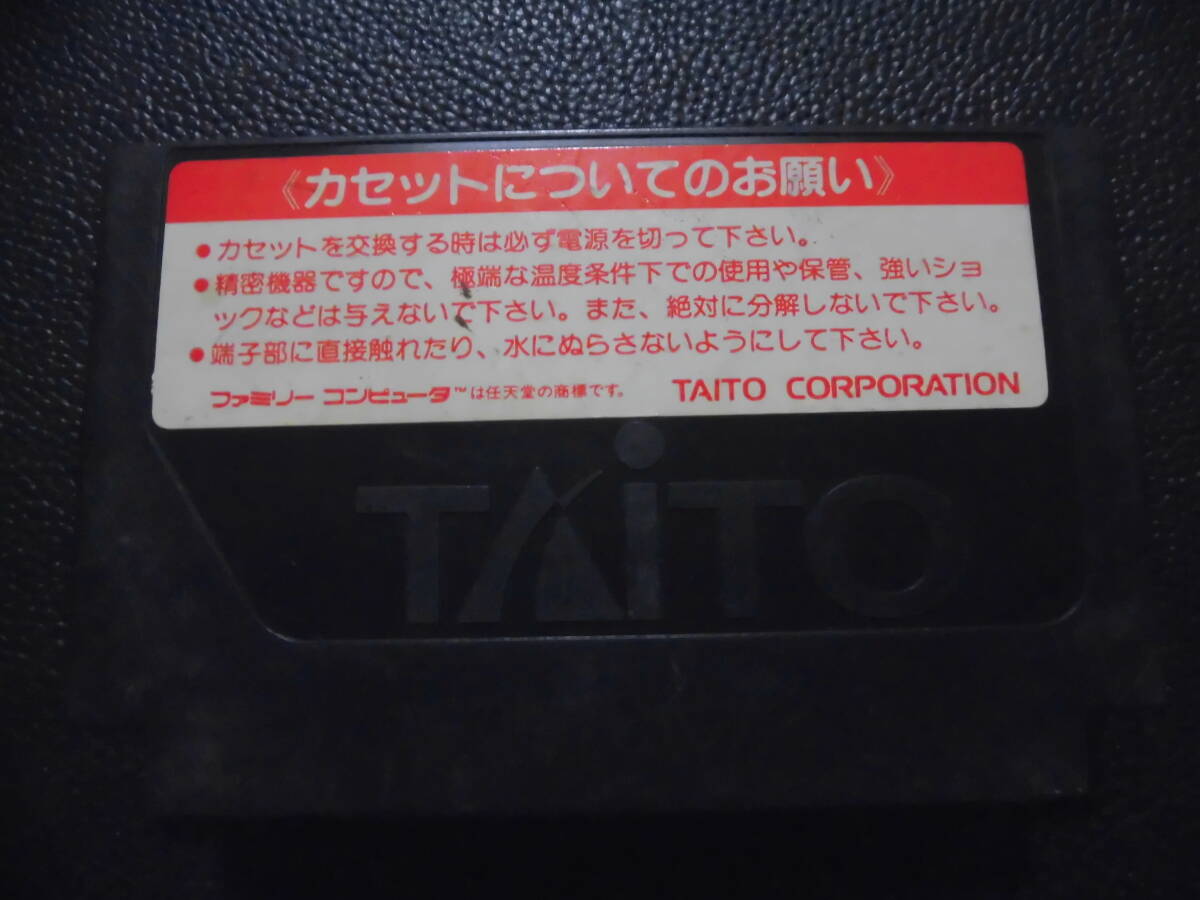 《カセットについてのお願い》
●カセットを交換する時は必ず電源を切って下さい。
●精密機器ですので、極端な温度条件下での使用や保管、強いショ
ックなどは与えないで下さい。また、絶対に分解しないで下さい。
●端子部に直接触れたり、水にぬらさないようにして下さい。
ファミリー コンピュータ™は任天堂の商標です。 TAITO CORPORATION
TAiTO